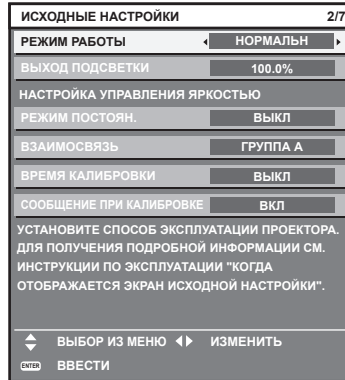 ИСХОДНЫЕ НАСТРОЙКИ 2/7
РЕЖИМ РАБОТЫ НОРМАЛЬН
ВЫХОД ПОДСВЕТКИ 100.0%
НАСТРОЙКА УПРАВЛЕНИЯ ЯРКОСТЬЮ
РЕЖИМ ПОСТОЯН. ВЫКЛ
ВЗАИМОСВЯЗЬ ГРУППА A
ВРЕМЯ КАЛИБРОВКИ ВЫКЛ
СООБЩЕНИЕ ПРИ КАЛИБРОВКЕ ВКЛ
УСТАНОВИТЕ СПОСОБ ЭКСПЛУАТАЦИИ ПРОЕКТОРА.
ДЛЯ ПОЛУЧЕНИЯ ПОДРОБНОЙ ИНФОРМАЦИИ СМ.
ИНСТРУКЦИИ ПО ЭКСПЛУАТАЦИИ "КОГДА
ОТОБРАЖАЕТСЯ ЭКРАН ИСХОДНОЙ НАСТРОЙКИ".
ВЫБОР ИЗ МЕНЮ ИЗМЕНИТЬ
ENTER ВВЕСТИ